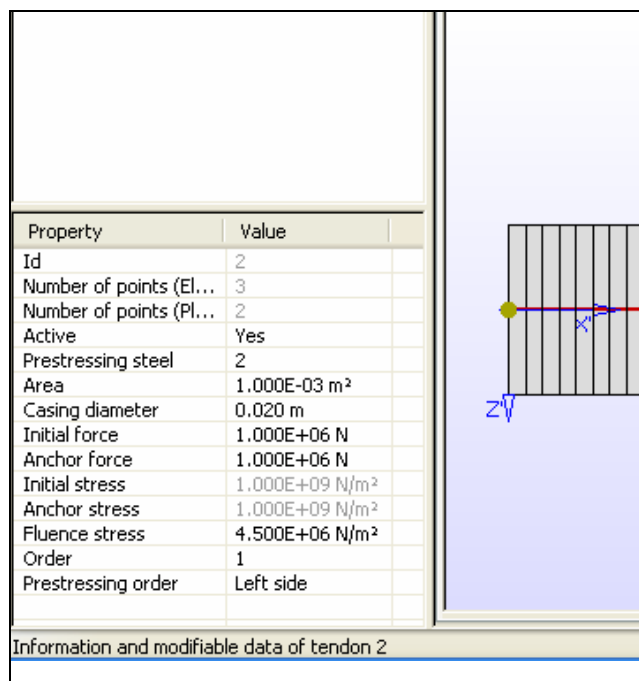 Property Value
Id 2
Number of points (El... 3
Number of points (Pl... 2
Active Yes
Prestressing steel 2
Area 1.000E-03 m²
Casing diameter 0.020 m
Initial force 1.000E+06 N
Anchor force 1.000E+06 N
Initial stress 1.000E+09 N/m²
Anchor stress 1.000E+09 N/m²
Fluence stress 4.500E+06 N/m²
Order 1
Prestressing order Left side
X'
Z'
Information and modifiable data of tendon 2